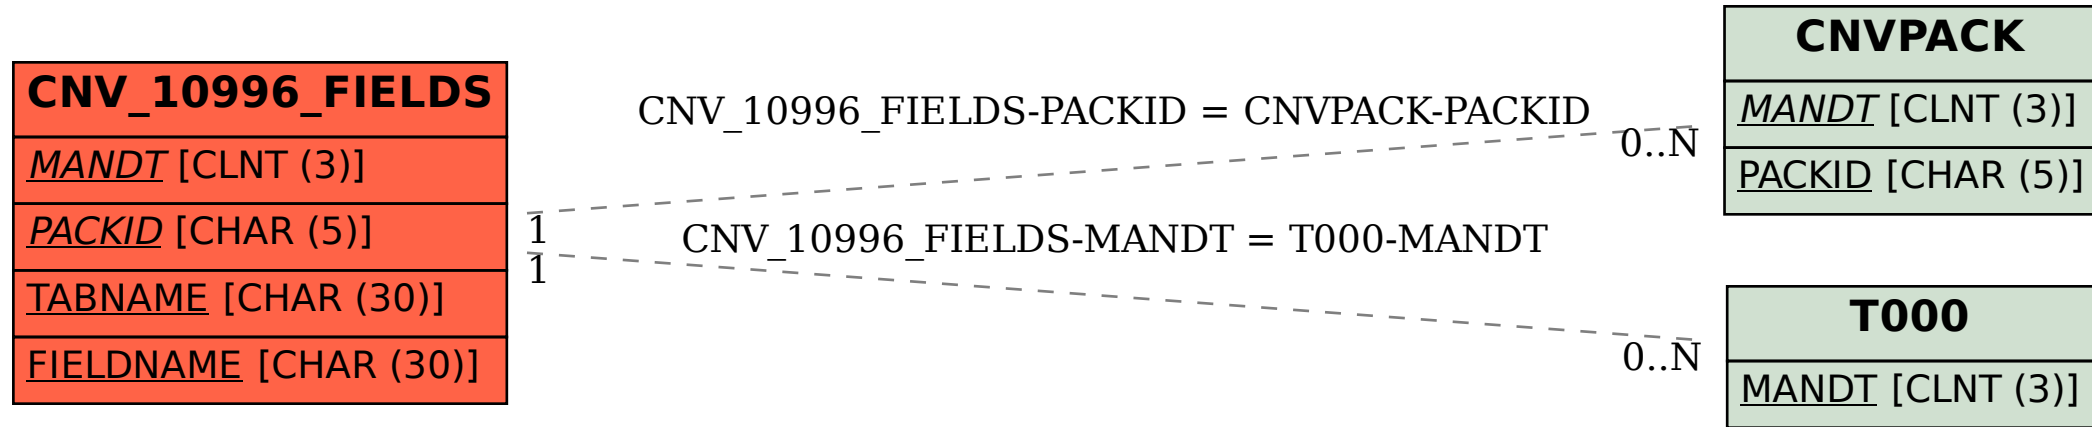 CNV_10996_FIELDS
MANDT [CLNT (3)]
PACKID [CHAR (5)]
TABNAME [CHAR (30)]
FIELDNAME [CHAR (30)]
CNV_10996_FIELDS-PACKID = CNVPACK-PACKID
1
0..N
CNV_10996_FIELDS-MANDT = T000-MANDT
1
0..N
CNVPACK
MANDT [CLNT (3)]
PACKID [CHAR (5)]
T000
MANDT [CLNT (3)]